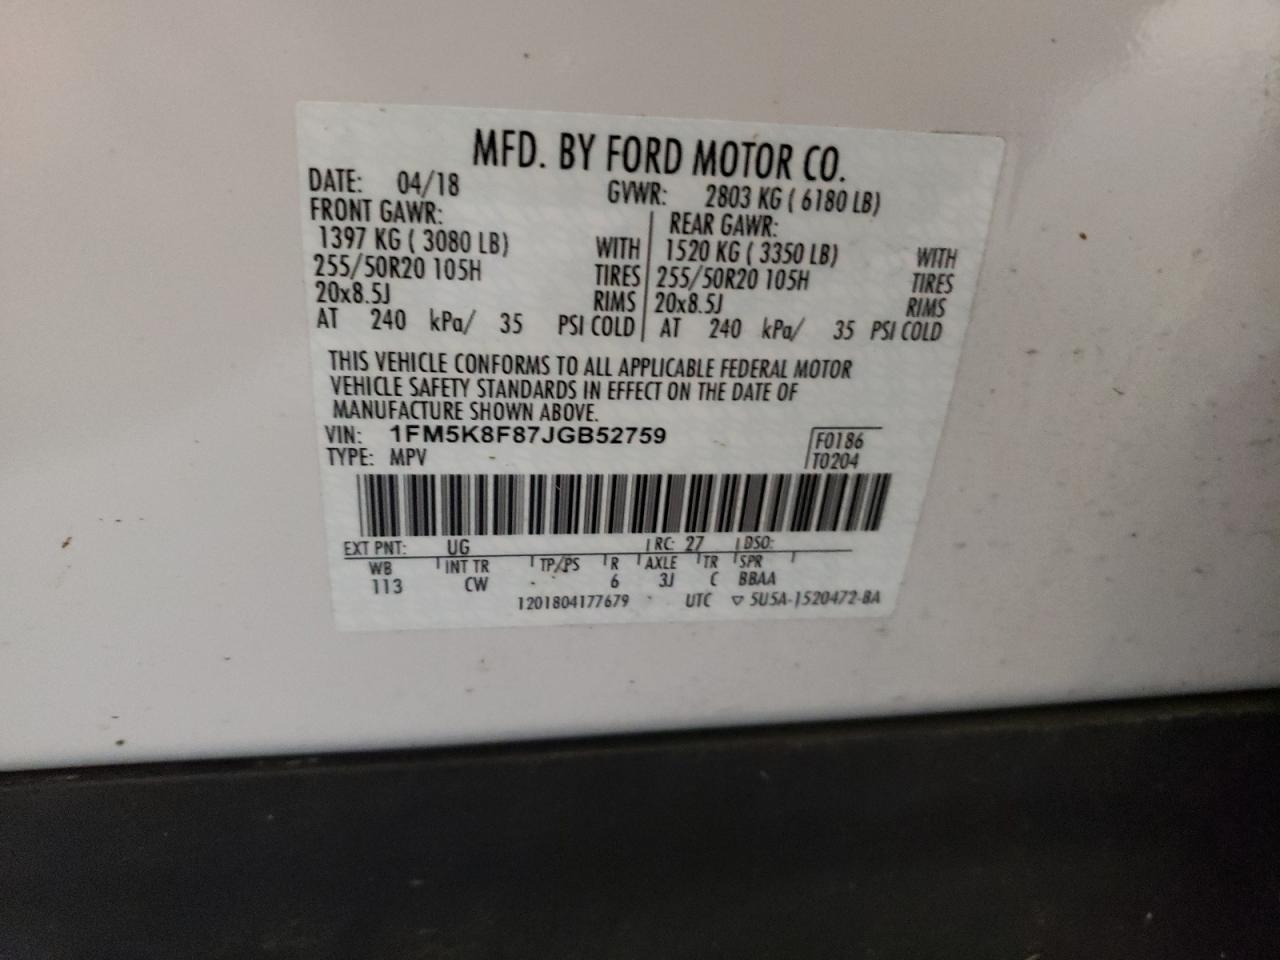 MFD. BY FORD MOTOR CO.
DATE: 04/18 GVWR: 2803 KG ( 6180 LB)
FRONT GAWR: REAR GAWR:
1397 KG ( 3080 LB) WITH 1520 KG ( 3350 LB) WITH
255/50R20 105H TIRES 255/50R20 105H TIRES
20x8.5J RIMS 20x8.5J RIMS
AT 240 kPa/ 35 PSI COLD AT 240 kPa/ 35 PSI COLD
THIS VEHICLE CONFORMS TO ALL APPLICABLE FEDERAL MOTOR
VEHICLE SAFETY STANDARDS IN EFFECT ON THE DATE OF
MANUFACTURE SHOWN ABOVE.
VIN: 1FM5K8F87JGB52759 F0186
TYPE: MPV T0204
EXT PNT: UG RC: 27 DSO:
WB INT TR TP/PS R AXLE TR SPR
113 CW 6 3J C BBAA
1201804177679 UTC ▽ 5U5A-1520472-BA